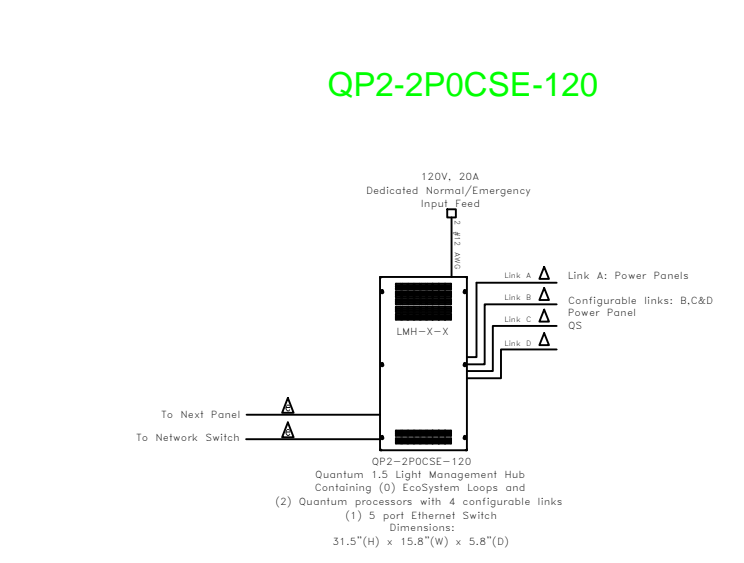 QP2-2P0CSE-120
120V, 20A
Dedicated Normal/Emergency
Input Feed
2 #12 AWG
Link A
Link A: Power Panels
Link B
Configurable links: B,C&D
Power Panel
Link C
QS
Link D
LMH-X-X
To Next Panel
To Network Switch
QP2-2P0CSE-120
Quantum 1.5 Light Management Hub
Containing (0) EcoSystem Loops and
(2) Quantum processors with 4 configurable links
(1) 5 port Ethernet Switch
Dimensions:
31.5"(H) x 15.8"(W) x 5.8"(D)